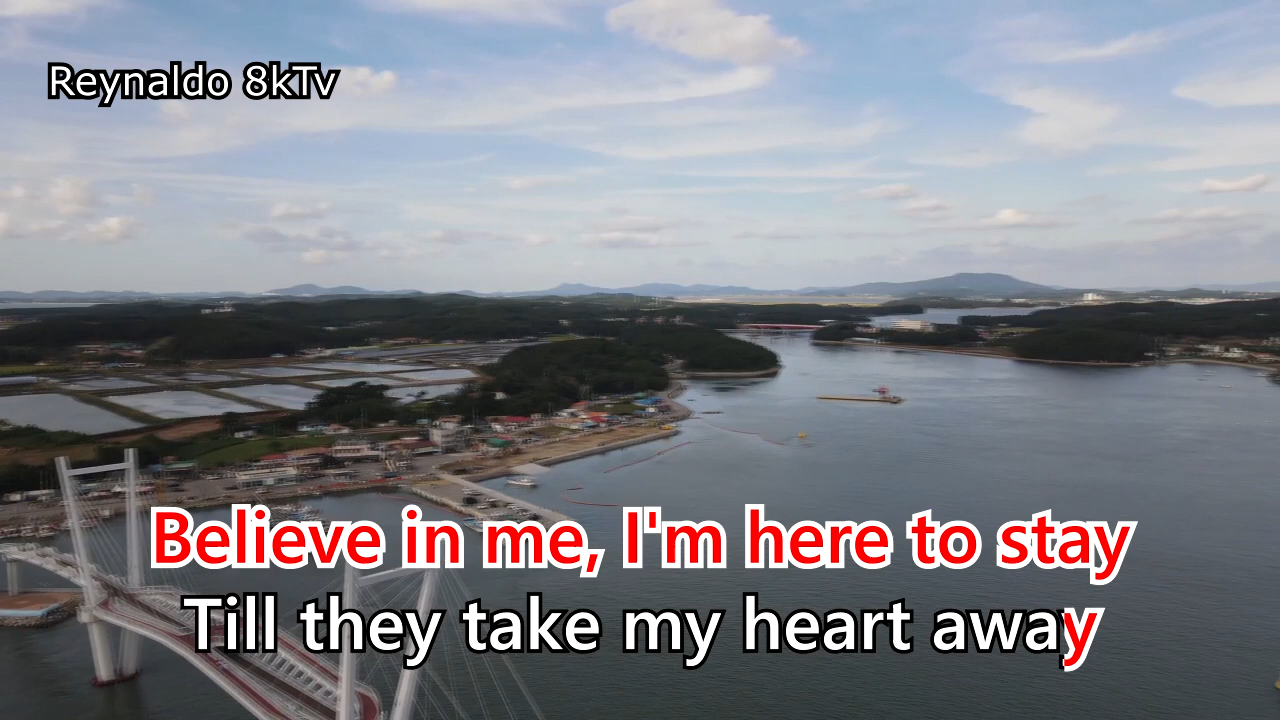 Reynaldo 8kTv
Believe in me, I'm here to stay
Till they take my heart away